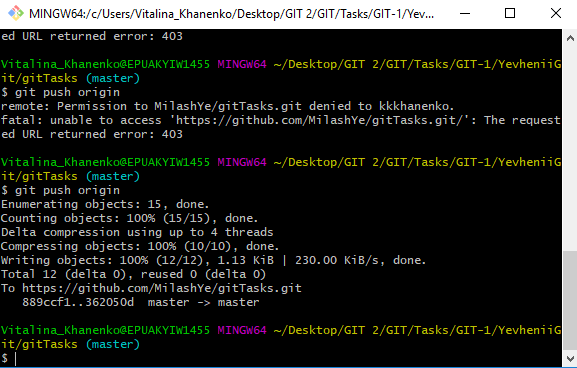 MINGW64:/c/Users/Vitalina_Khanenko/Desktop/GIT 2/GIT/Tasks/GIT-1/Yev...
ed URL returned error: 403
Vitalina_Khanenko@EPUAKYIW1455 MINGW64 ~/Desktop/GIT 2/GIT/Tasks/GIT-1/YevheniiG
it/gitTasks (master)
$ git push origin
remote: Permission to MilashYe/gitTasks.git denied to kkkhanenko.
fatal: unable to access 'https://github.com/MilashYe/gitTasks.git/': The request
ed URL returned error: 403
Vitalina_Khanenko@EPUAKYIW1455 MINGW64 ~/Desktop/GIT 2/GIT/Tasks/GIT-1/YevheniiG
it/gitTasks (master)
$ git push origin
Enumerating objects: 15, done.
Counting objects: 100% (15/15), done.
Delta compression using up to 4 threads
Compressing objects: 100% (10/10), done.
Writing objects: 100% (12/12), 1.13 KiB | 230.00 KiB/s, done.
Total 12 (delta 0), reused 0 (delta 0)
To https://github.com/MilashYe/gitTasks.git
   889ccf1..362050d  master -> master
Vitalina_Khanenko@EPUAKYIW1455 MINGW64 ~/Desktop/GIT 2/GIT/Tasks/GIT-1/YevheniiG
it/gitTasks (master)
$